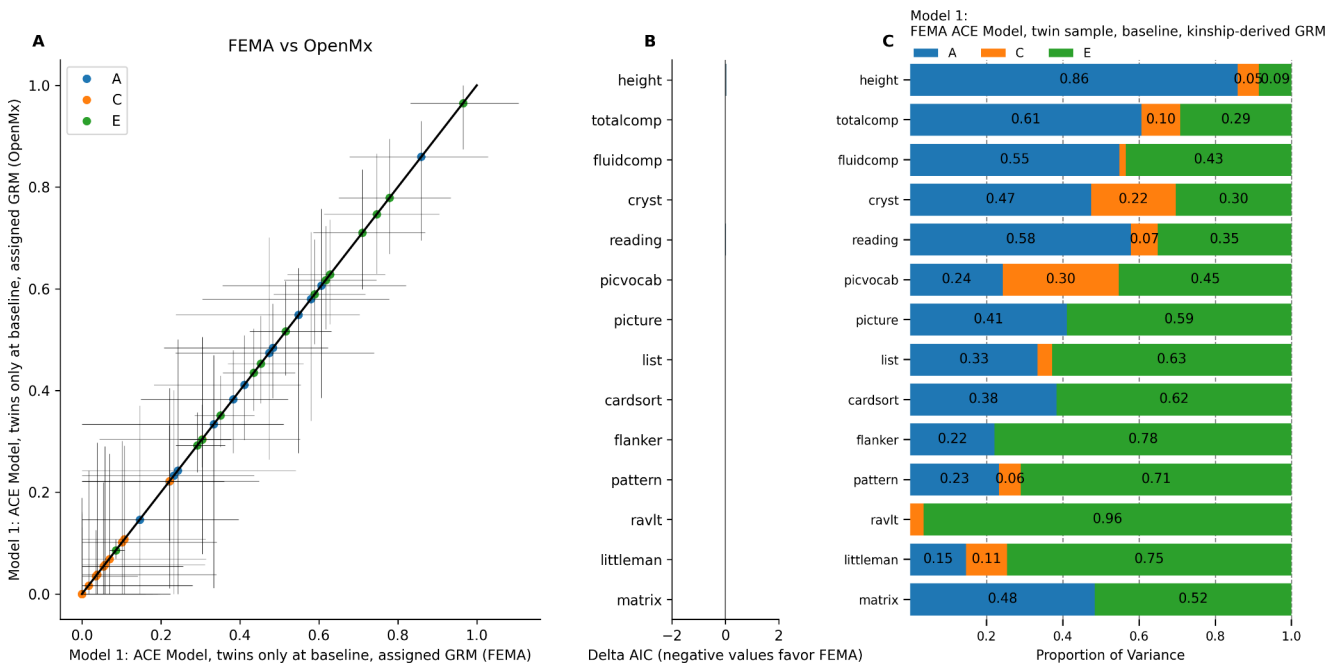 A
FEMA vs OpenMx
A
C
E
1.0
0.8
0.6
0.4
0.2
0.0
0.0 0.2 0.4 0.6 0.8 1.0
Model 1: ACE Model, twins only at baseline, assigned GRM (OpenMx)
Model 1: ACE Model, twins only at baseline, assigned GRM (FEMA)
B
height
totalcomp
fluidcomp
cryst
reading
picvocab
picture
list
cardsort
flanker
pattern
ravlt
littleman
matrix
−2 0 2
Delta AIC (negative values favor FEMA)
C
Model 1:
FEMA ACE Model, twin sample, baseline, kinship-derived GRM
A C E
height 0.86 0.05 0.09
totalcomp 0.61 0.10 0.29
fluidcomp 0.55 0.43
cryst 0.47 0.22 0.30
reading 0.58 0.07 0.35
picvocab 0.24 0.30 0.45
picture 0.41 0.59
list 0.33 0.63
cardsort 0.38 0.62
flanker 0.22 0.78
pattern 0.23 0.06 0.71
ravlt 0.96
littleman 0.15 0.11 0.75
matrix 0.48 0.52
0.2 0.4 0.6 0.8 1.0
Proportion of Variance